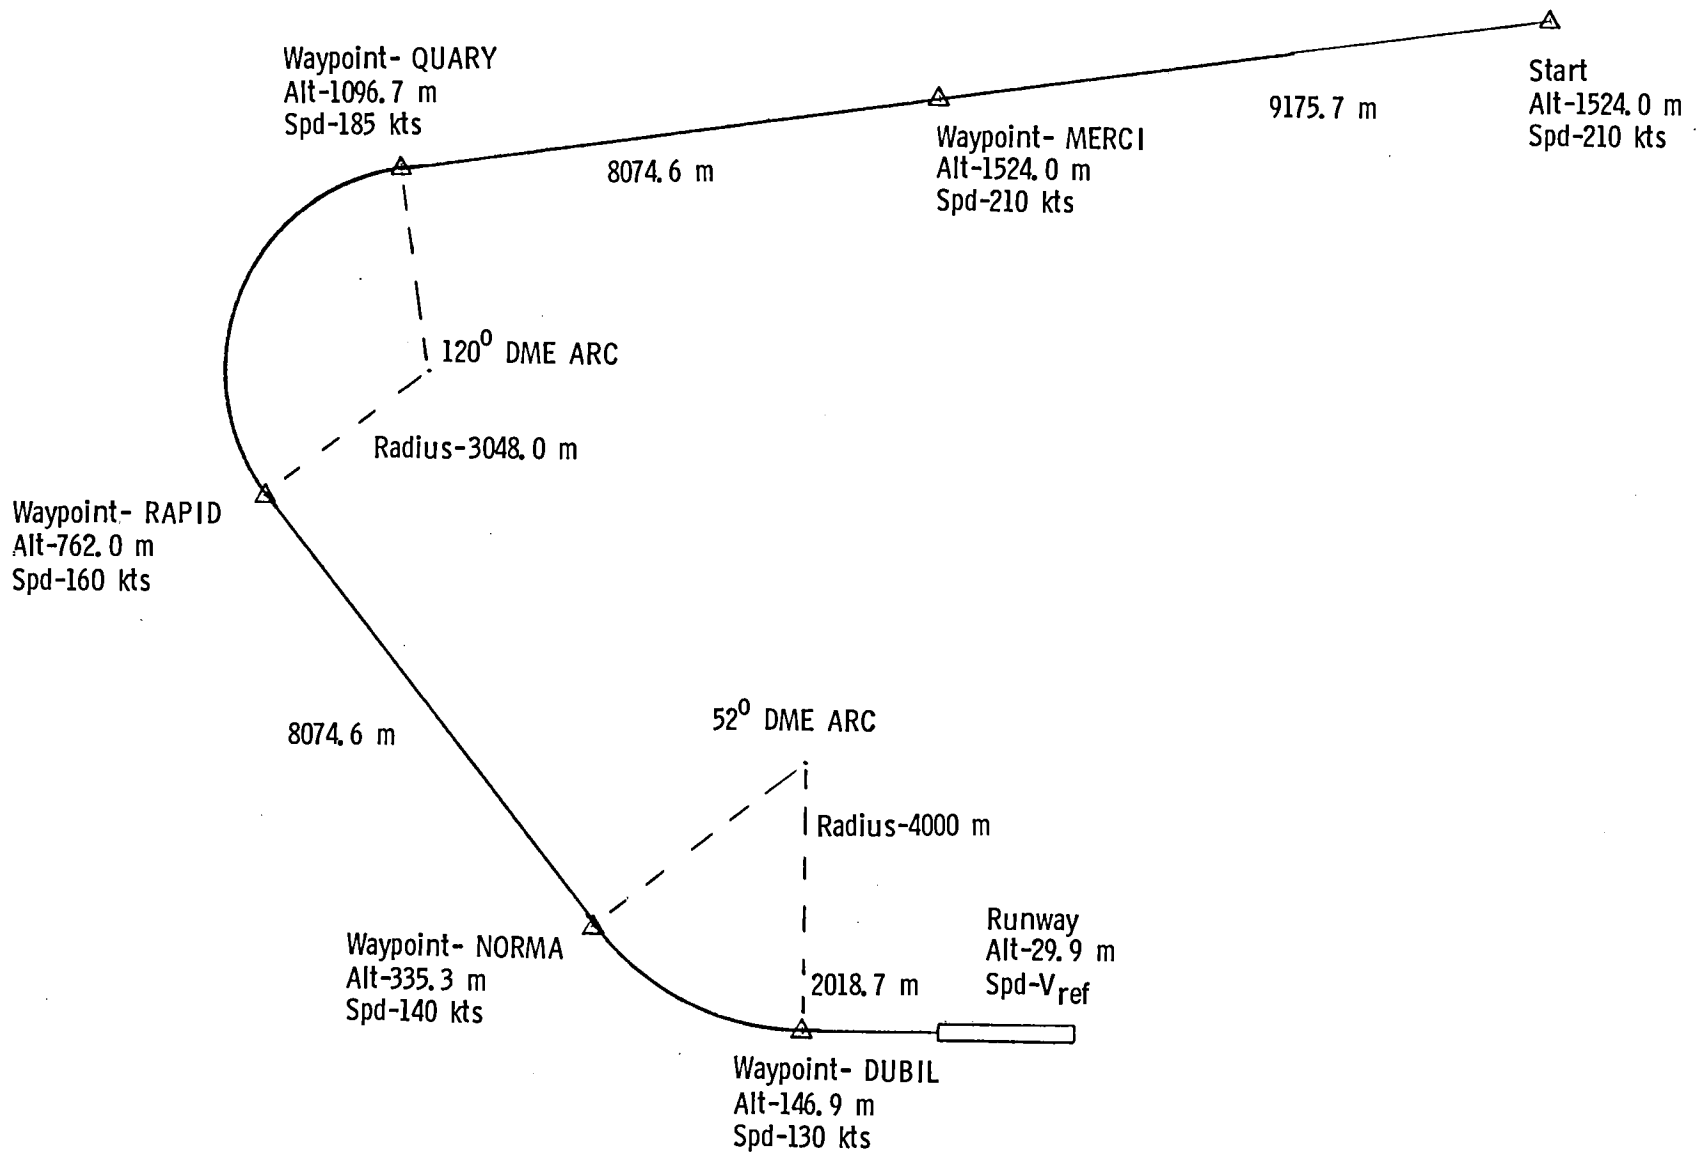 Waypoint- QUARY
Alt-1096.7 m
Spd-185 kts
Start
Alt-1524.0 m
Spd-210 kts
9175.7 m
Waypoint- MERCI
Alt-1524.0 m
Spd-210 kts
8074.6 m
120⁰ DME ARC
Radius-3048.0 m
Waypoint- RAPID
Alt-762.0 m
Spd-160 kts
8074.6 m
52⁰ DME ARC
Radius-4000 m
Waypoint- NORMA
Alt-335.3 m
Spd-140 kts
2018.7 m
Runway
Alt-29.9 m
Spd-Vref
Waypoint- DUBIL
Alt-146.9 m
Spd-130 kts